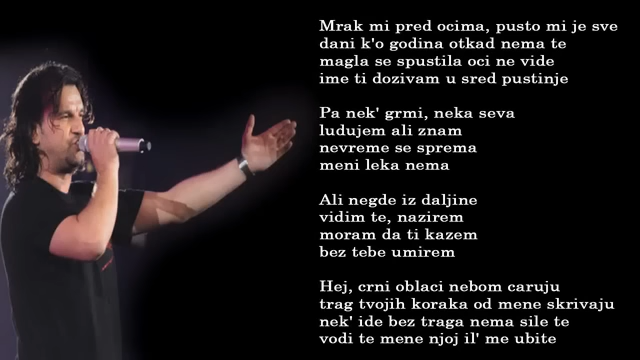 Mrak mi pred ocima, pusto mi je sve
dani k'o godina otkad nema te
magla se spustila oci ne vide
ime ti dozivam u sred pustinje
Pa nek' grmi, neka seva
ludujem ali znam
nevreme se sprema
meni leka nema
Ali negde iz daljine
vidim te, nazirem
moram da ti kazem
bez tebe umirem
Hej, crni oblaci nebom caruju
trag tvojih koraka od mene skrivaju
nek' ide bez traga nema sile te
vodi te mene njoj il' me ubite